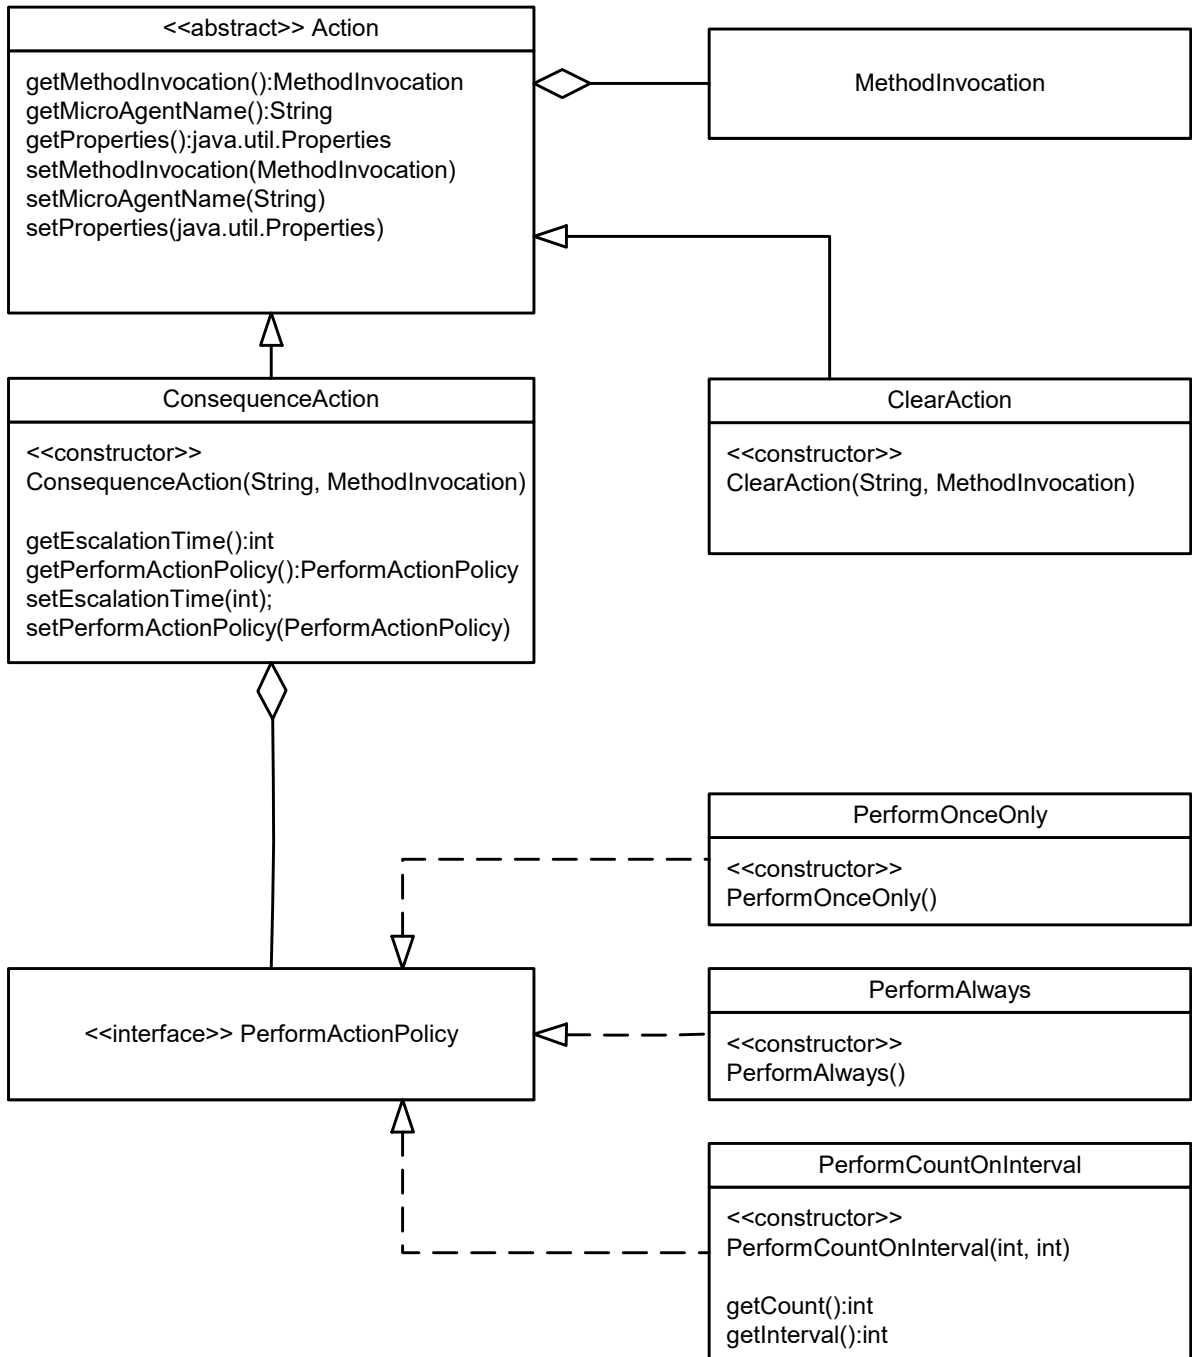 <<abstract>> Action
getMethodInvocation():MethodInvocation
getMicroAgentName():String
getProperties():java.util.Properties
setMethodInvocation(MethodInvocation)
setMicroAgentName(String)
setProperties(java.util.Properties)
MethodInvocation
ConsequenceAction
<<constructor>>
ConsequenceAction(String, MethodInvocation)
getEscalationTime():int
getPerformActionPolicy():PerformActionPolicy
setEscalationTime(int);
setPerformActionPolicy(PerformActionPolicy)
ClearAction
<<constructor>>
ClearAction(String, MethodInvocation)
PerformOnceOnly
<<constructor>>
PerformOnceOnly()
<<interface>> PerformActionPolicy
PerformAlways
<<constructor>>
PerformAlways()
PerformCountOnInterval
<<constructor>>
PerformCountOnInterval(int, int)
getCount():int
getInterval():int